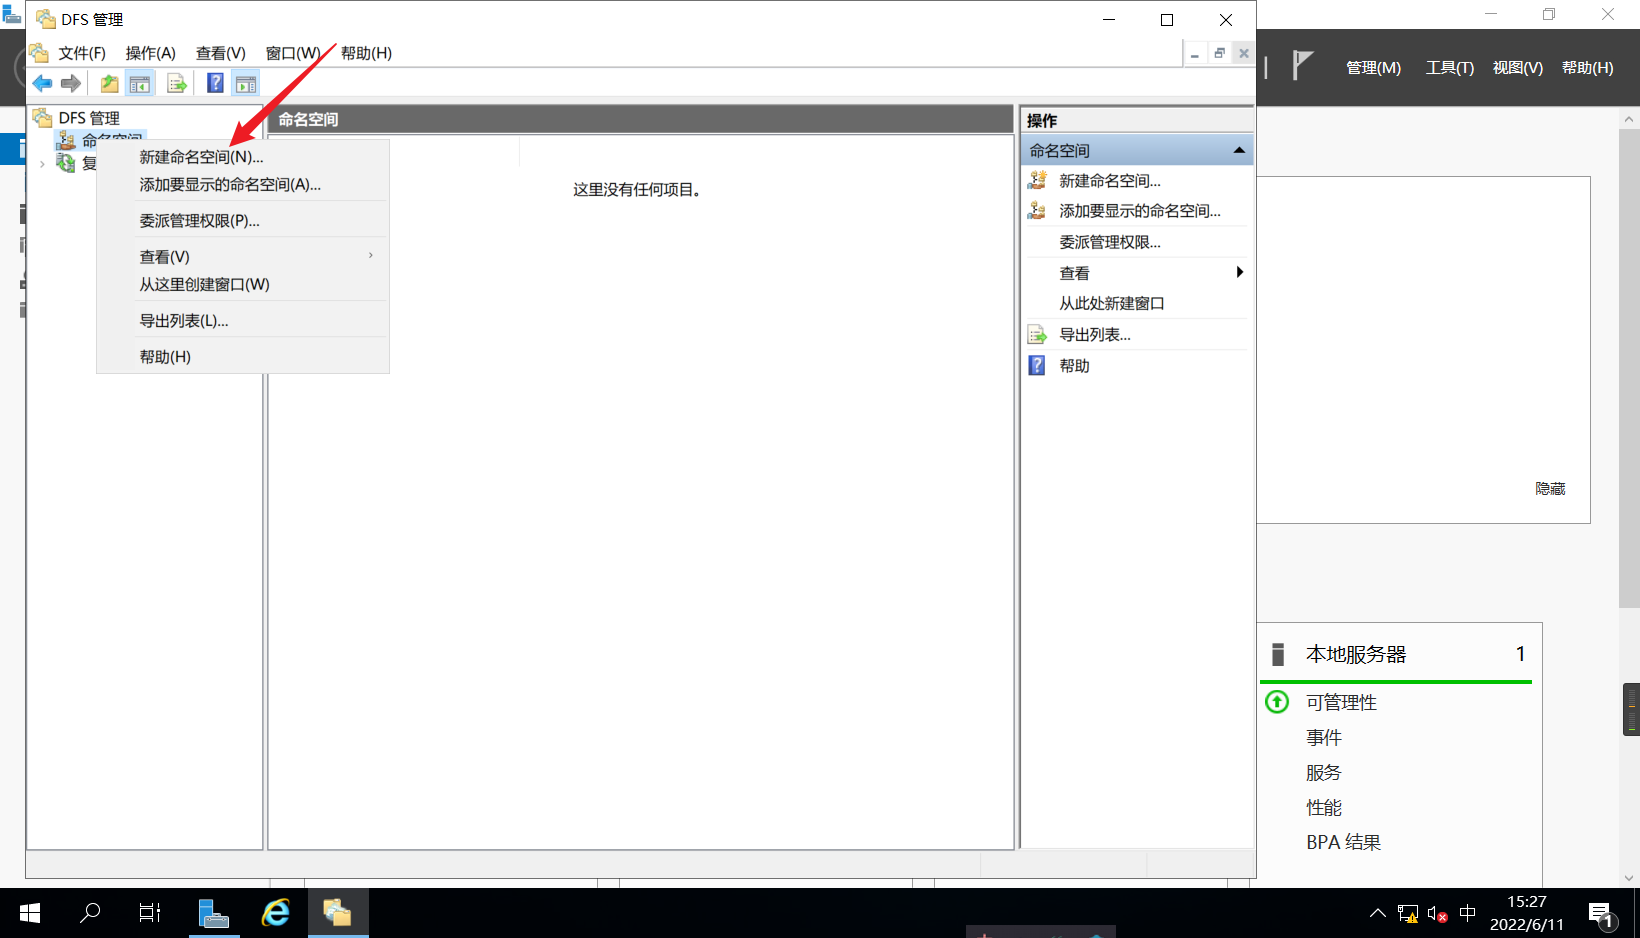 DFS 管理
文件(F) 操作(A) 查看(V) 窗口(W) 帮助(H)
管理(M) 工具(T) 视图(V) 帮助(H)
DFS 管理
命名空间
复
新建命名空间(N)...
添加要显示的命名空间(A)...
委派管理权限(P)...
查看(V)
从这里创建窗口(W)
导出列表(L)...
帮助(H)
命名空间
这里没有任何项目。
操作
命名空间
新建命名空间...
添加要显示的命名空间...
委派管理权限...
查看
从此处新建窗口
导出列表...
帮助
隐藏
本地服务器 1
可管理性
事件
服务
性能
BPA 结果
中
15:27
2022/6/11
1